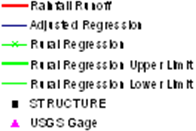 Rainfall Runoff
Adjusted Regression
Rural Regression
Rural Regression Upper Limit
Rural Regression Lower Limit
STRUCTURE
USGS Gage